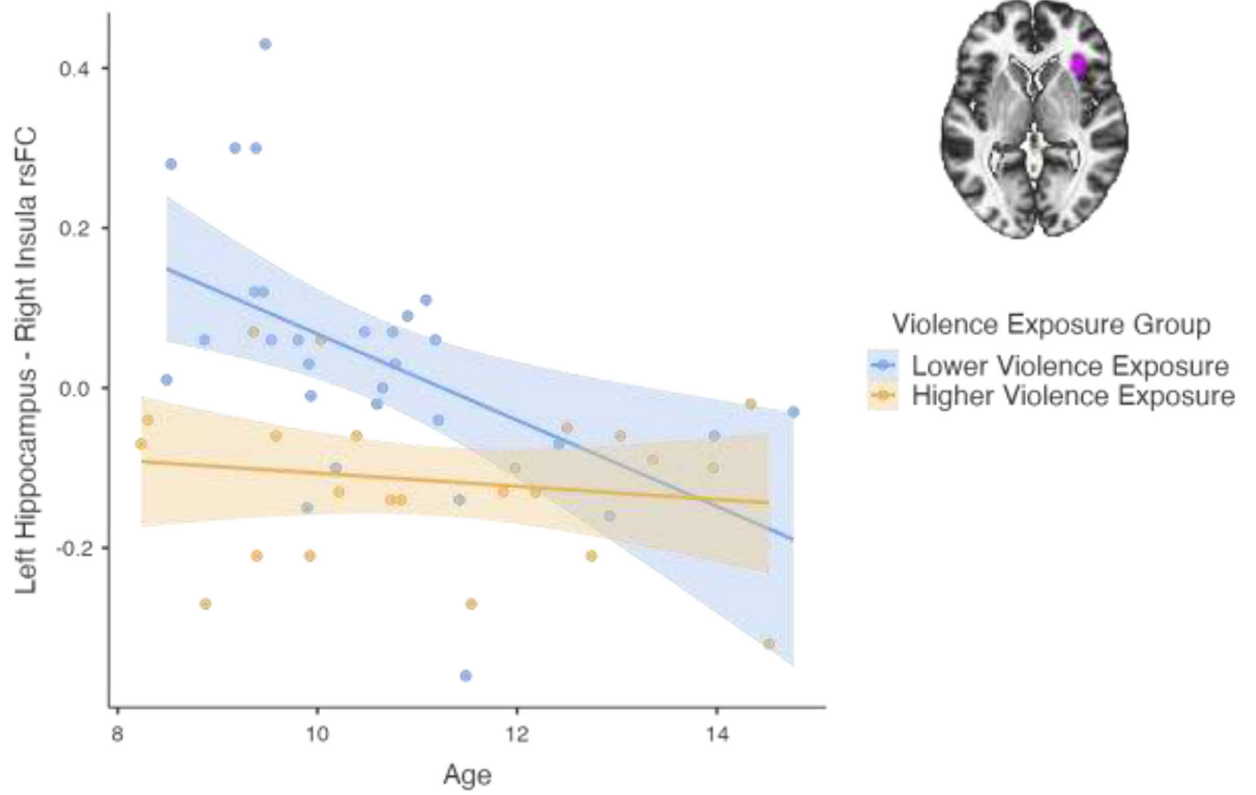 Left Hippocampus - Right Insula rsFC
0.4
0.2
0.0
-0.2
8
10
12
14
Age
Violence Exposure Group
Lower Violence Exposure
Higher Violence Exposure